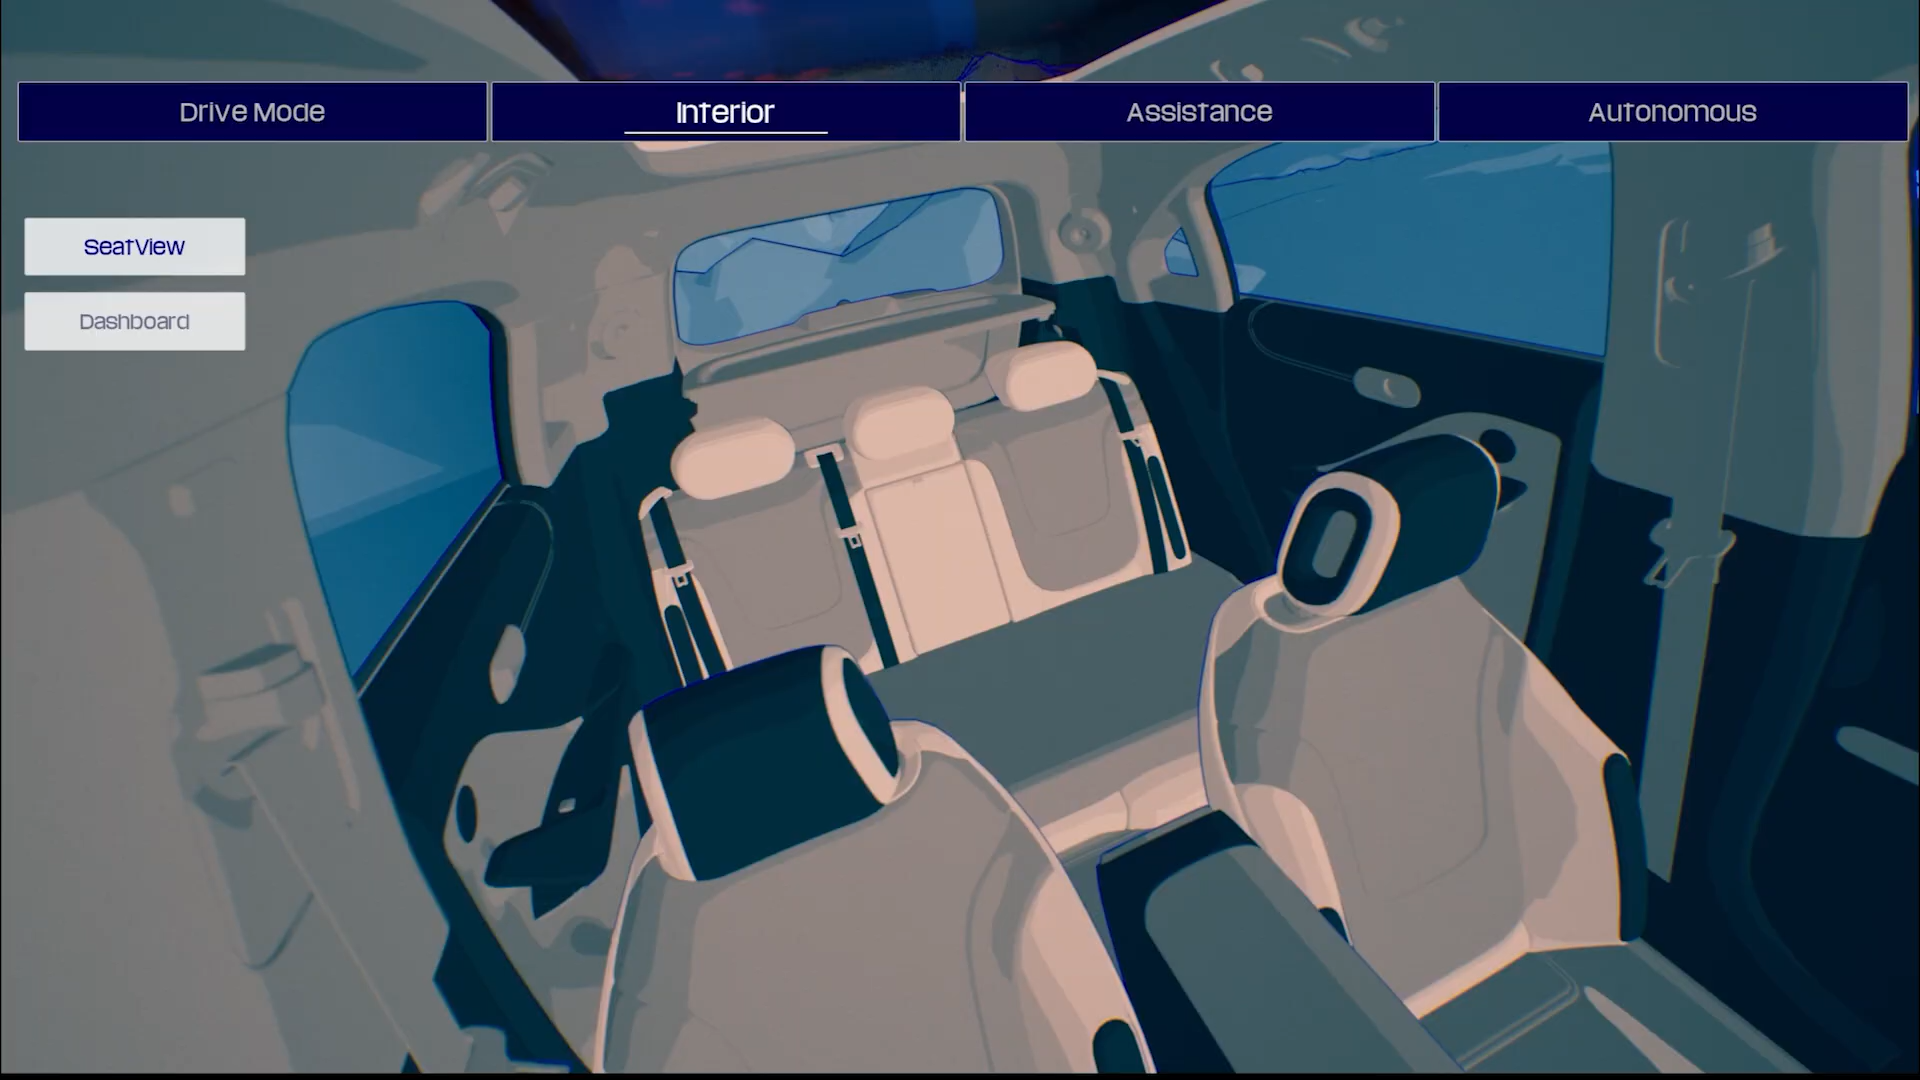 Drive Mode
Interior
Assistance
Autonomous
SeatView
Dashboard